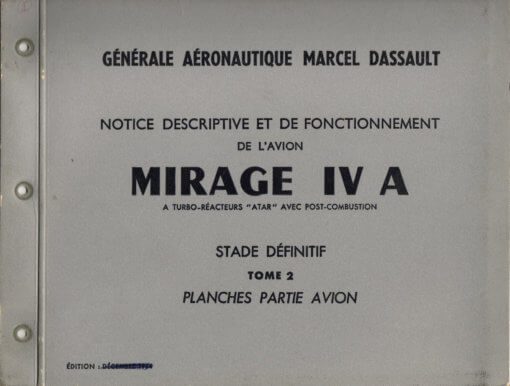 GÉNÉRALE AÉRONAUTIQUE MARCEL DASSAULT
NOTICE DESCRIPTIVE ET DE FONCTIONNEMENT
DE L'AVION
MIRAGE IV A
A TURBO-RÉACTEURS "ATAR" AVEC POST-COMBUSTION
STADE DÉFINITIF
TOME 2
PLANCHES PARTIE AVION
ÉDITION : DÉCEMBRE